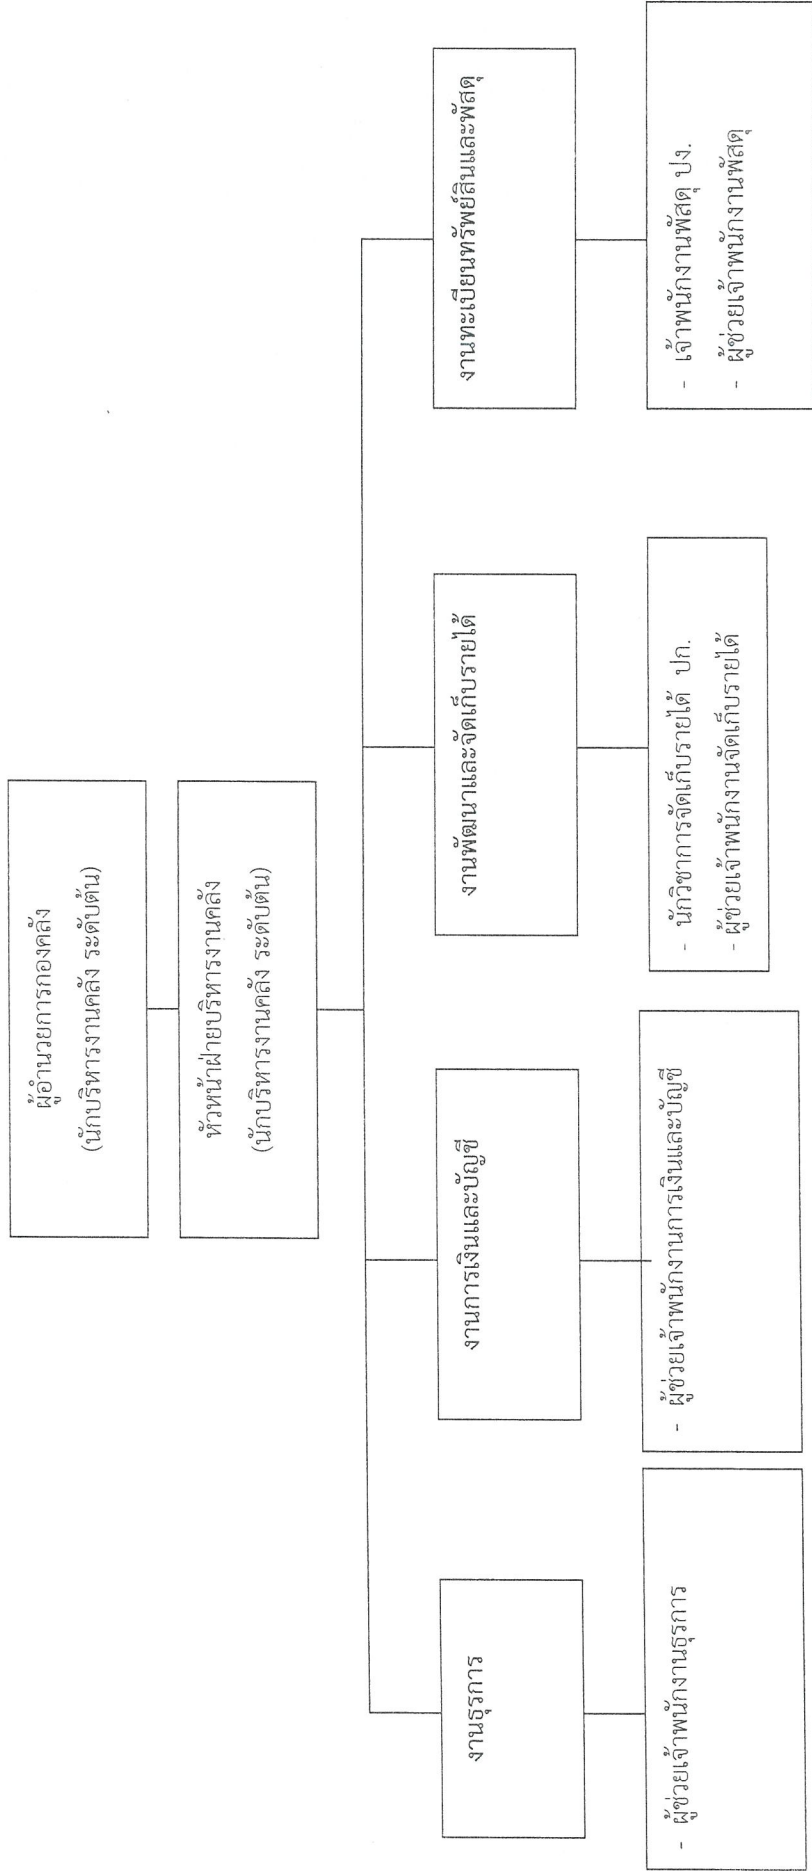 ผู้อำนวยการกองคลัง
(นักบริหารงานคลัง ระดับต้น)
หัวหน้าฝ่ายบริหารงานคลัง
(นักบริหารงานคลัง ระดับต้น)
งานธุรการ
- ผู้ช่วยเจ้าพนักงานธุรการ
งานการเงินและบัญชี
- ผู้ช่วยเจ้าพนักงานการเงินและบัญชี
งานพัฒนาและจัดเก็บรายได้
- นักวิชาการจัดเก็บรายได้ ปก.
- ผู้ช่วยเจ้าพนักงานจัดเก็บรายได้
งานทะเบียนทรัพย์สินและพัสดุ
- เจ้าพนักงานพัสดุ ปง.
- ผู้ช่วยเจ้าพนักงานพัสดุ